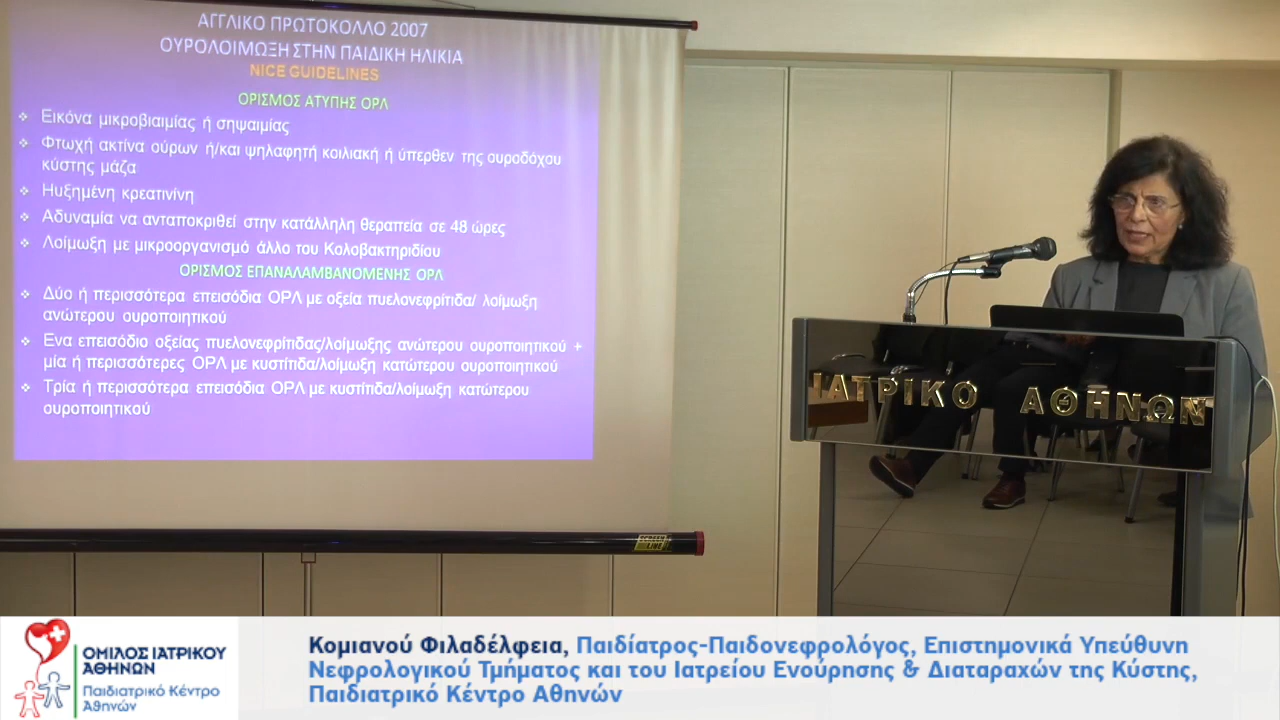 ΑΓΓΛΙΚΟ ΠΡΩΤΟΚΟΛΛΟ 2007
ΟΥΡΟΛΟΙΜΩΞΗ ΣΤΗΝ ΠΑΙΔΙΚΗ ΗΛΙΚΙΑ
NICE GUIDELINES
ΟΡΙΣΜΟΣ ΑΤΥΠΗΣ ΟΡΛ
Εικόνα μικροβιαιμίας ή σηψαιμίας
Φτωχή ακτίνα ούρων ή/και ψηλαφητή κοιλιακή ή ύπερθεν της ουροδόχου
κύστης μάζα
Ηυξημένη κρεατινίνη
Αδυναμία να ανταποκριθεί στην κατάλληλη θεραπεία σε 48 ώρες
Λοίμωξη με μικροοργανισμό άλλο του Κολοβακτηριδίου
ΟΡΙΣΜΟΣ ΕΠΑΝΑΛΑΜΒΑΝΟΜΕΝΗΣ ΟΡΛ
Δύο ή περισσότερα επεισόδια ΟΡΛ με οξεία πυελονεφρίτιδα/ λοίμωξη
ανώτερου ουροποιητικού
Ενα επεισόδιο οξείας πυελονεφρίτιδας/λοίμωξης ανώτερου ουροποιητικού +
μία ή περισσότερες ΟΡΛ με κυστίτιδα/λοίμωξη κατώτερου ουροποιητικού
Τρία ή περισσότερα επεισόδια ΟΡΛ με κυστίτιδα/λοίμωξη κατώτερου
ουροποιητικού
ΙΑΤΡΙΚΟ ΑΘΗΝΩΝ
SCREEN
LINE
ΟΜΙΛΟΣ ΙΑΤΡΙΚΟΥ
ΑΘΗΝΩΝ
Παιδιατρικό Κέντρο
Αθηνών
Κομιανού Φιλαδέλφεια, Παιδίατρος-Παιδονεφρολόγος, Επιστημονικά Υπεύθυνη
Νεφρολογικού Τμήματος και του Ιατρείου Ενούρησης & Διαταραχών της Κύστης,
Παιδιατρικό Κέντρο Αθηνών